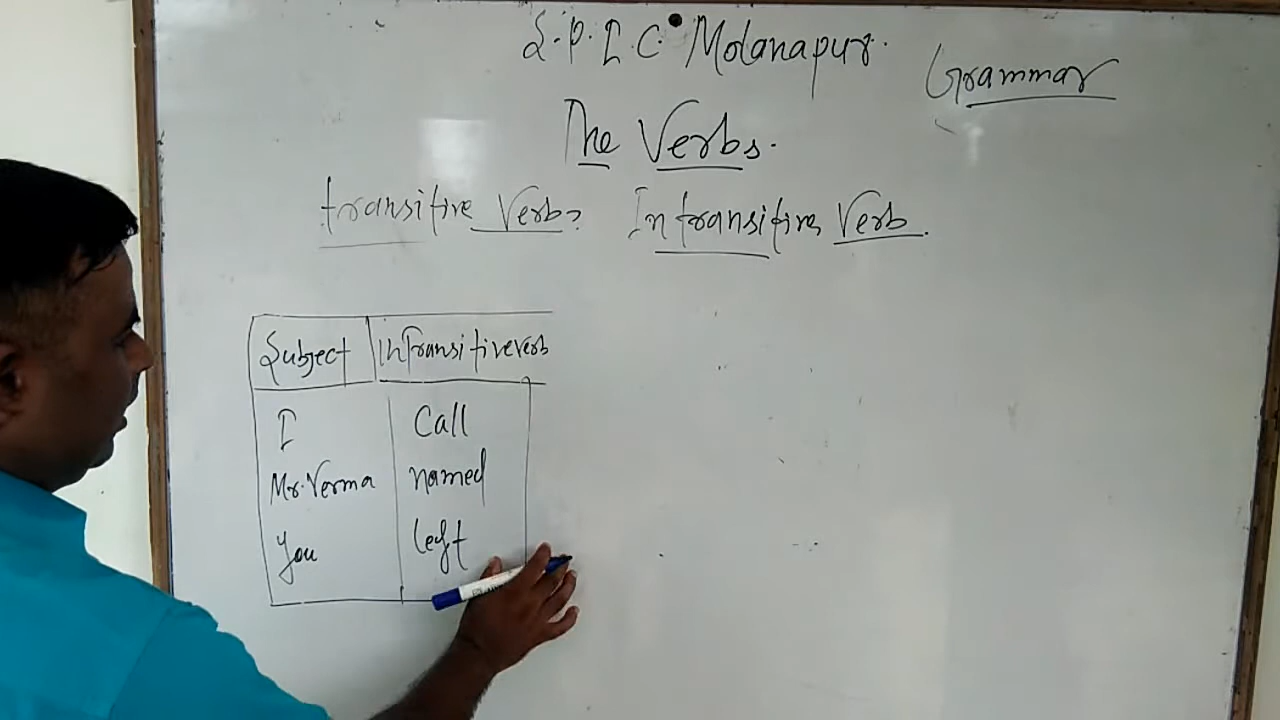 S.P.I.C. Molanapur.
Grammar
The Verbs.
transitive Verb? Intransitive Verb.
Subject Intransitive verb
I Call
Mr. Verma named
You left